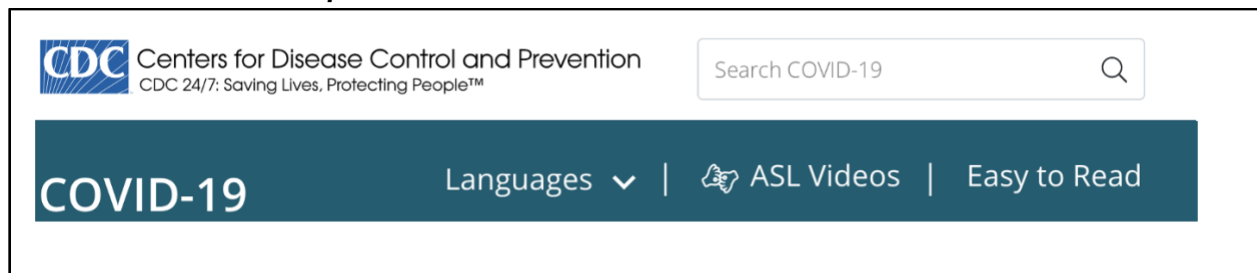 CDC Centers for Disease Control and Prevention
CDC 24/7: Saving Lives, Protecting People™
Search COVID-19
COVID-19
Languages | ASL Videos | Easy to Read